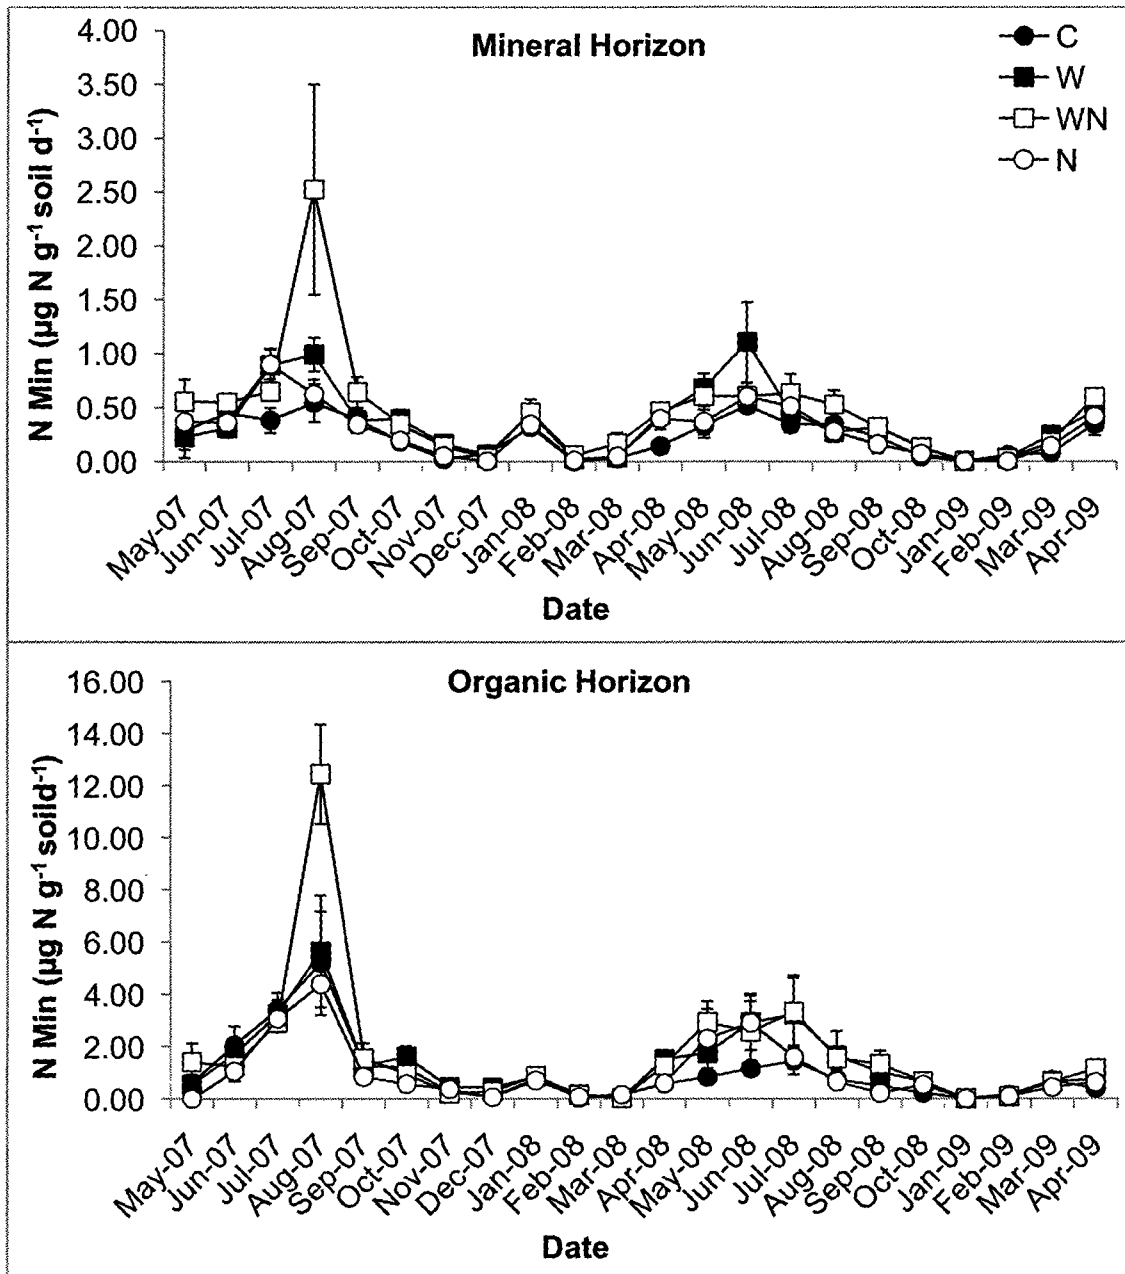 Mineral Horizon
C
W
WN
N
4.00
3.50
3.00
2.50
2.00
1.50
1.00
0.50
0.00
N Min (µg N g⁻¹ soil d⁻¹)
May-07
Jun-07
Jul-07
Aug-07
Sep-07
Oct-07
Nov-07
Dec-07
Jan-08
Feb-08
Mar-08
Apr-08
May-08
Jun-08
Jul-08
Aug-08
Sep-08
Oct-08
Jan-09
Feb-09
Mar-09
Apr-09
Date
Organic Horizon
16.00
14.00
12.00
10.00
8.00
6.00
4.00
2.00
0.00
N Min (µg N g⁻¹ soild⁻¹)
May-07
Jun-07
Jul-07
Aug-07
Sep-07
Oct-07
Nov-07
Dec-07
Jan-08
Feb-08
Mar-08
Apr-08
May-08
Jun-08
Jul-08
Aug-08
Sep-08
Oct-08
Jan-09
Feb-09
Mar-09
Apr-09
Date